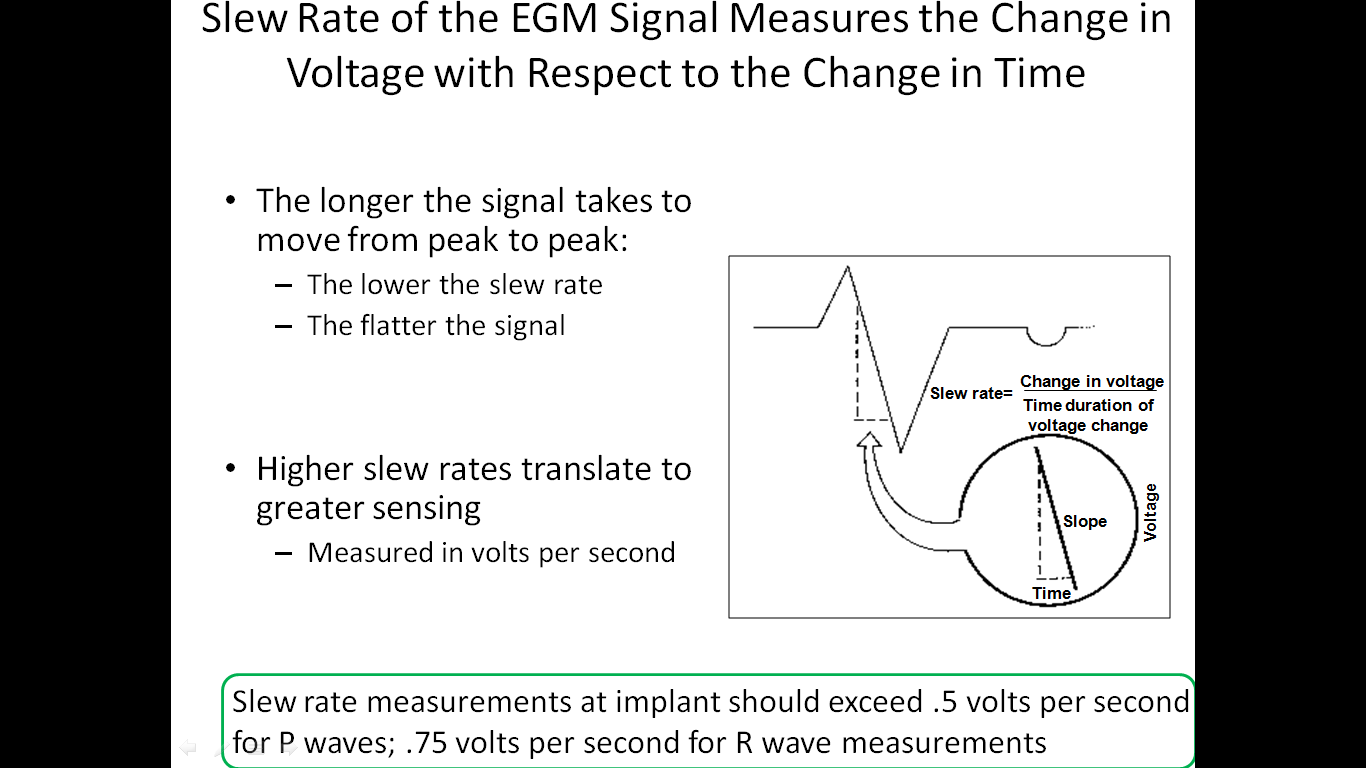 Slew Rate of the EGM Signal Measures the Change in
Voltage with Respect to the Change in Time
• The longer the signal takes to
move from peak to peak:
– The lower the slew rate
– The flatter the signal
• Higher slew rates translate to
greater sensing
– Measured in volts per second
Slew rate= Change in voltage
Time duration of
voltage change
Slope
Voltage
Time
Slew rate measurements at implant should exceed .5 volts per second
for P waves; .75 volts per second for R wave measurements